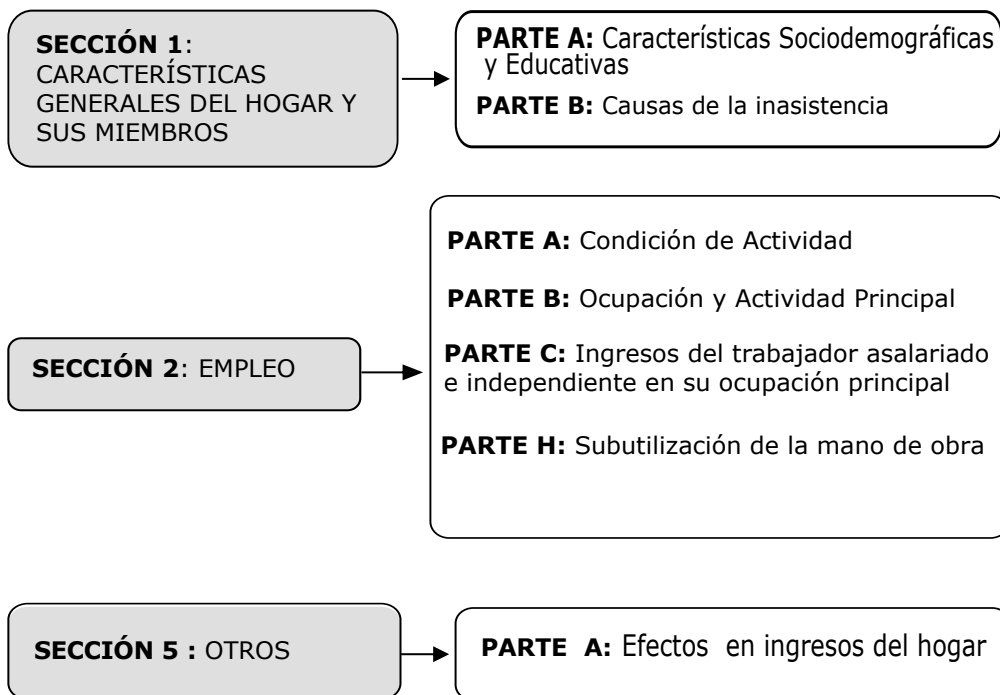 SECCIÓN 1:
CARACTERÍSTICAS
GENERALES DEL HOGAR Y
SUS MIEMBROS
PARTE A: Características Sociodemográficas
y Educativas
PARTE B: Causas de la inasistencia
SECCIÓN 2: EMPLEO
PARTE A: Condición de Actividad
PARTE B: Ocupación y Actividad Principal
PARTE C: Ingresos del trabajador asalariado
e independiente en su ocupación principal
PARTE H: Subutilización de la mano de obra
SECCIÓN 5 : OTROS
PARTE A: Efectos en ingresos del hogar